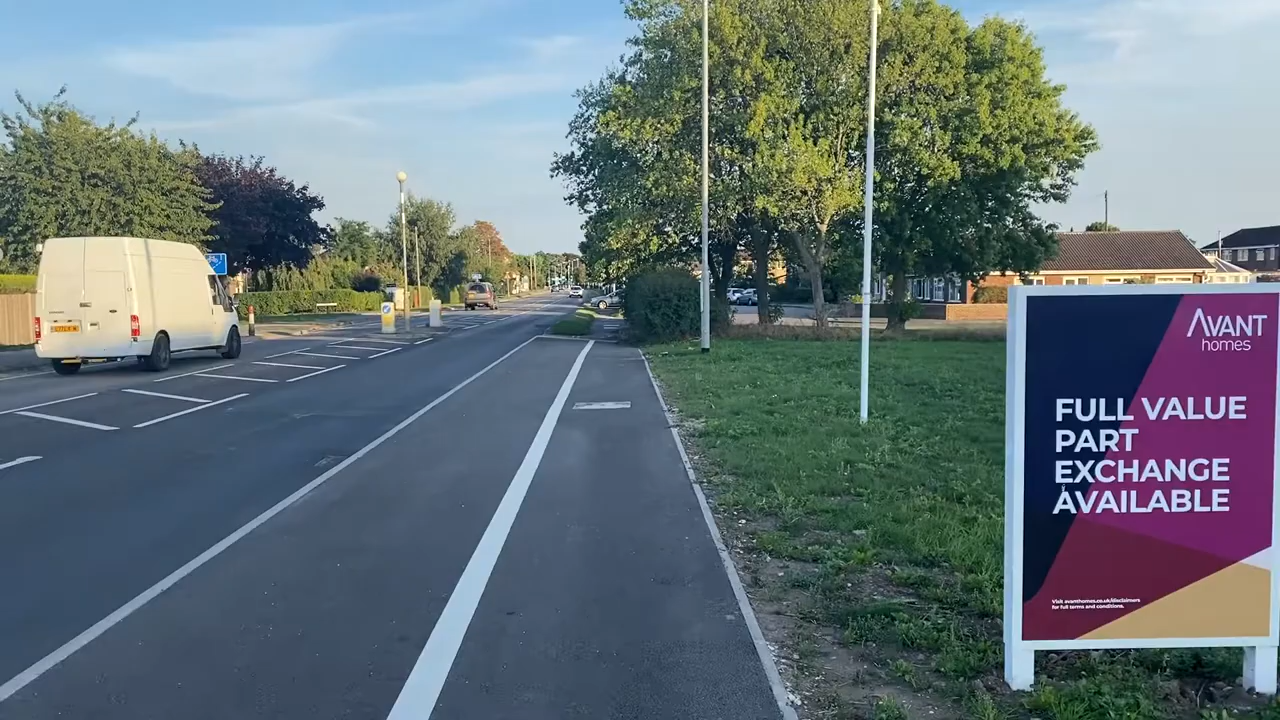 AVANT
homes
FULL VALUE
PART
EXCHANGE
AVAILABLE
Visit avanthomes.co.uk/disclaimers
for full terms and conditions.